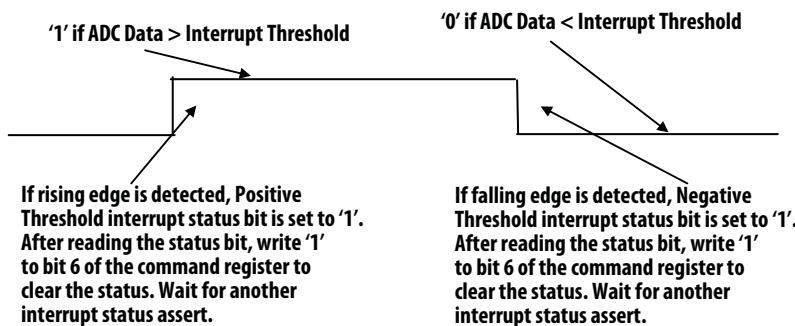 ‘1’ if ADC Data > Interrupt Threshold
‘0’ if ADC Data < Interrupt Threshold
If rising edge is detected, Positive
Threshold interrupt status bit is set to ‘1’.
After reading the status bit, write ‘1’
to bit 6 of the command register to
clear the status. Wait for another
interrupt status assert.
If falling edge is detected, Negative
Threshold interrupt status bit is set to ‘1’.
After reading the status bit, write ‘1’
to bit 6 of the command register to
clear the status. Wait for another
interrupt status assert.